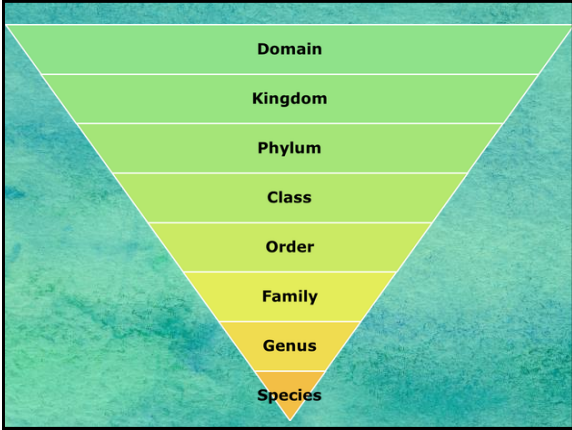 Domain
Kingdom
Phylum
Class
Order
Family
Genus
Species